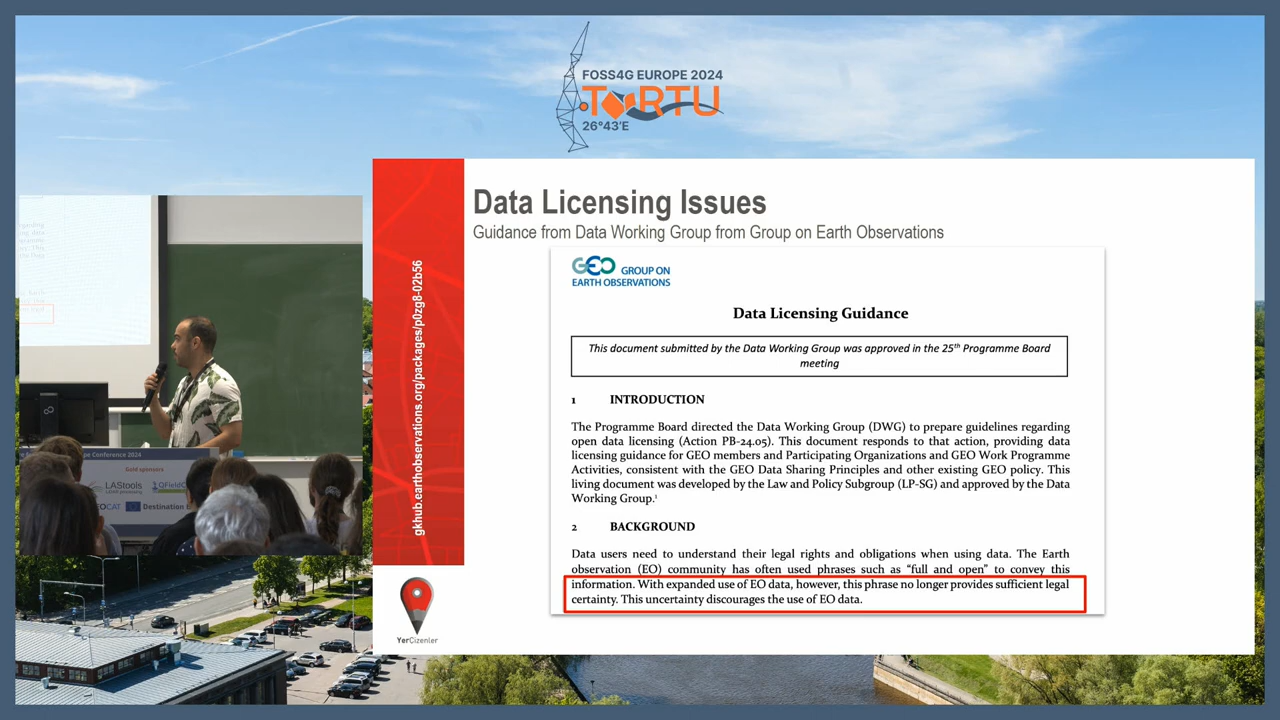 FOSS4G EUROPE 2024
TORTU
26°43'E
Data Licensing Issues
Guidance from Data Working Group from Group on Earth Observations
gkhub.earthobservations.org/packages/p0zg8-02b56
GEO GROUP ON
EARTH OBSERVATIONS
Data Licensing Guidance
This document submitted by the Data Working Group was approved in the 25th Programme Board
meeting
1 INTRODUCTION
The Programme Board directed the Data Working Group (DWG) to prepare guidelines regarding
open data licensing (Action PB-24.05). This document responds to that action, providing data
licensing guidance for GEO members and Participating Organizations and GEO Work Programme
Activities, consistent with the GEO Data Sharing Principles and other existing GEO policy. This
living document was developed by the Law and Policy Subgroup (LP-SG) and approved by the Data
Working Group.1
2 BACKGROUND
Data users need to understand their legal rights and obligations when using data. The Earth
observation (EO) community has often used phrases such as “full and open” to convey this
information. With expanded use of EO data, however, this phrase no longer provides sufficient legal
certainty. This uncertainty discourages the use of EO data.
YerCizenler
Conference 2024
Gold sponsors
LAStools
QField
Destination